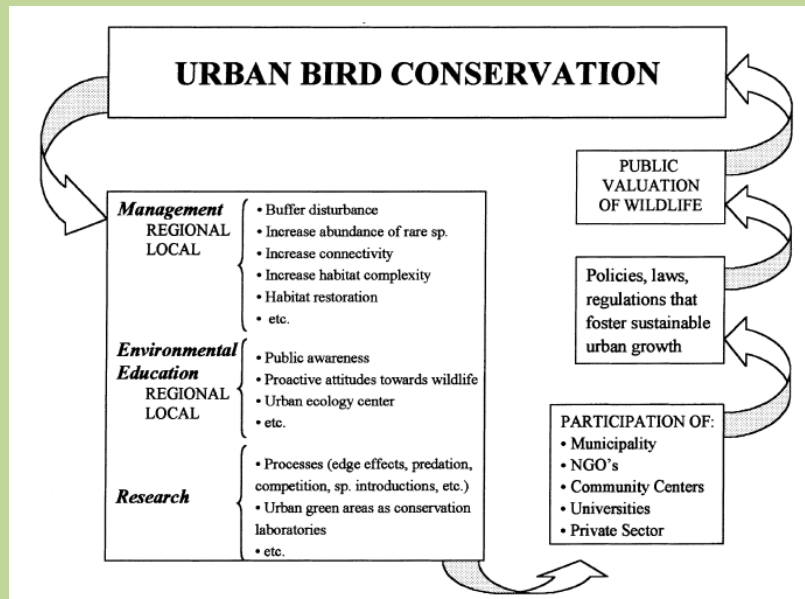 URBAN BIRD CONSERVATION
Management
REGIONAL
LOCAL
• Buffer disturbance
• Increase abundance of rare sp.
• Increase connectivity
• Increase habitat complexity
• Habitat restoration
• etc.
Environmental
Education
REGIONAL
LOCAL
• Public awareness
• Proactive attitudes towards wildlife
• Urban ecology center
• etc.
Research
• Processes (edge effects, predation,
competition, sp. introductions, etc.)
• Urban green areas as conservation
laboratories
• etc.
PARTICIPATION OF:
• Municipality
• NGO's
• Community Centers
• Universities
• Private Sector
Policies, laws,
regulations that
foster sustainable
urban growth
PUBLIC
VALUATION
OF WILDLIFE